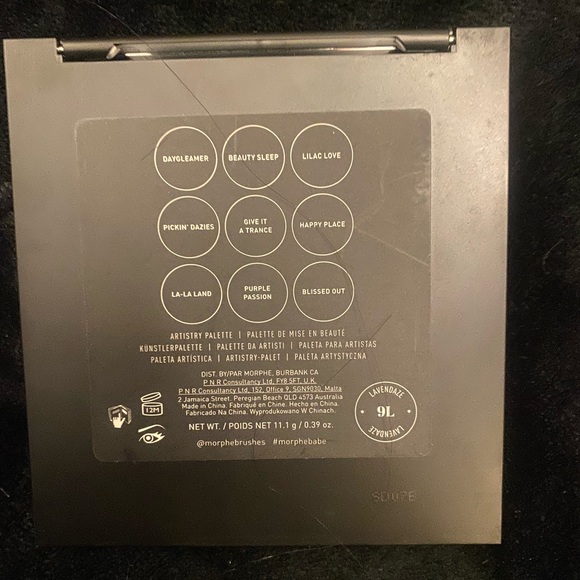 DAYGLEAMER
BEAUTY SLEEP
LILAC LOVE
PICKIN' DAZIES
GIVE IT
A TRANCE
HAPPY PLACE
LA-LA LAND
PURPLE
PASSION
BLISSED OUT
ARTISTRY PALETTE | PALETTE DE MISE EN BEAUTÉ
KÜNSTLERPALETTE | PALETTE DA ARTISTI | PALETA PARA ARTISTAS
PALETA ARTÍSTICA | ARTISTRY-PALET | PALETA ARTYSTYCZNA
DIST. BY/PAR MORPHE, BURBANK CA
P N R Consultancy Ltd, FY8 5FT, U.K.
P N R Consultancy Ltd, 152, Office 9, SGN9030, Malta
2 Jamaica Street. Peregian Beach QLD 4573 Australia
Made in China. Fabriqué en Chine. Hecho en China.
Fabricado Na China. Wyprodukowano W Chinach.
12M
NET WT. / POIDS NET 11.1 g / 0.39 oz.
@morphebrushes #morphebabe
LAVENDAZE
9L
LAVENDAZE